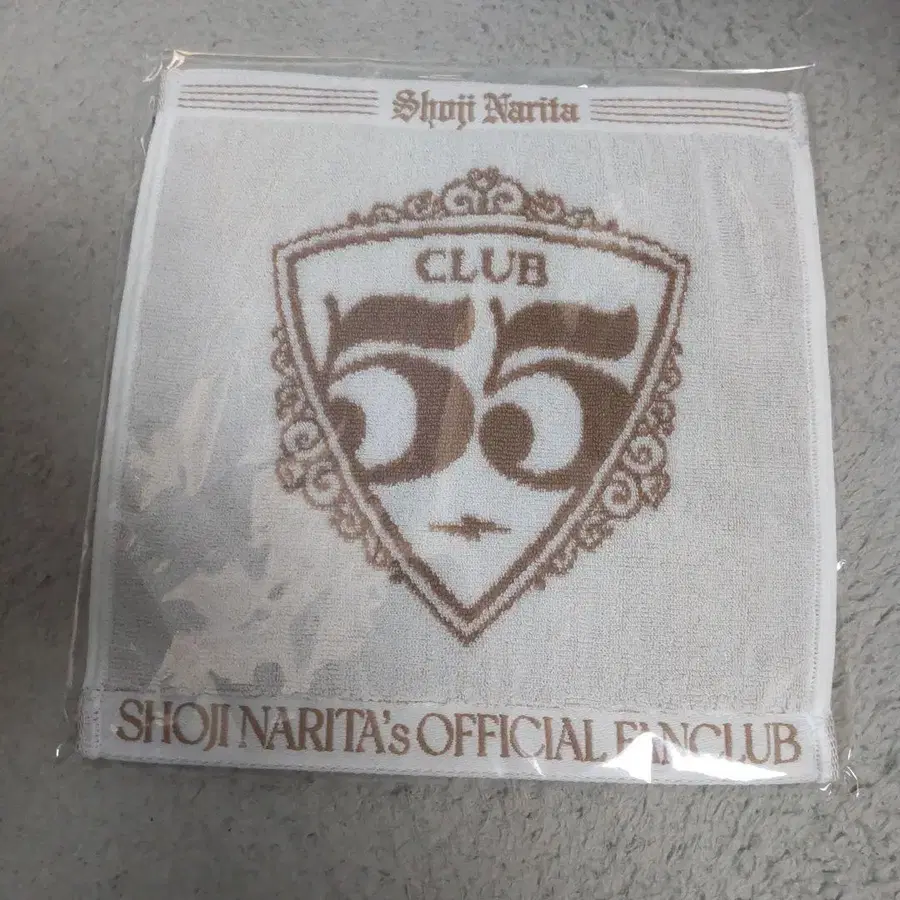 Shoji Narita
CLUB
55
SHOJI NARITA's OFFICIAL FANCLUB